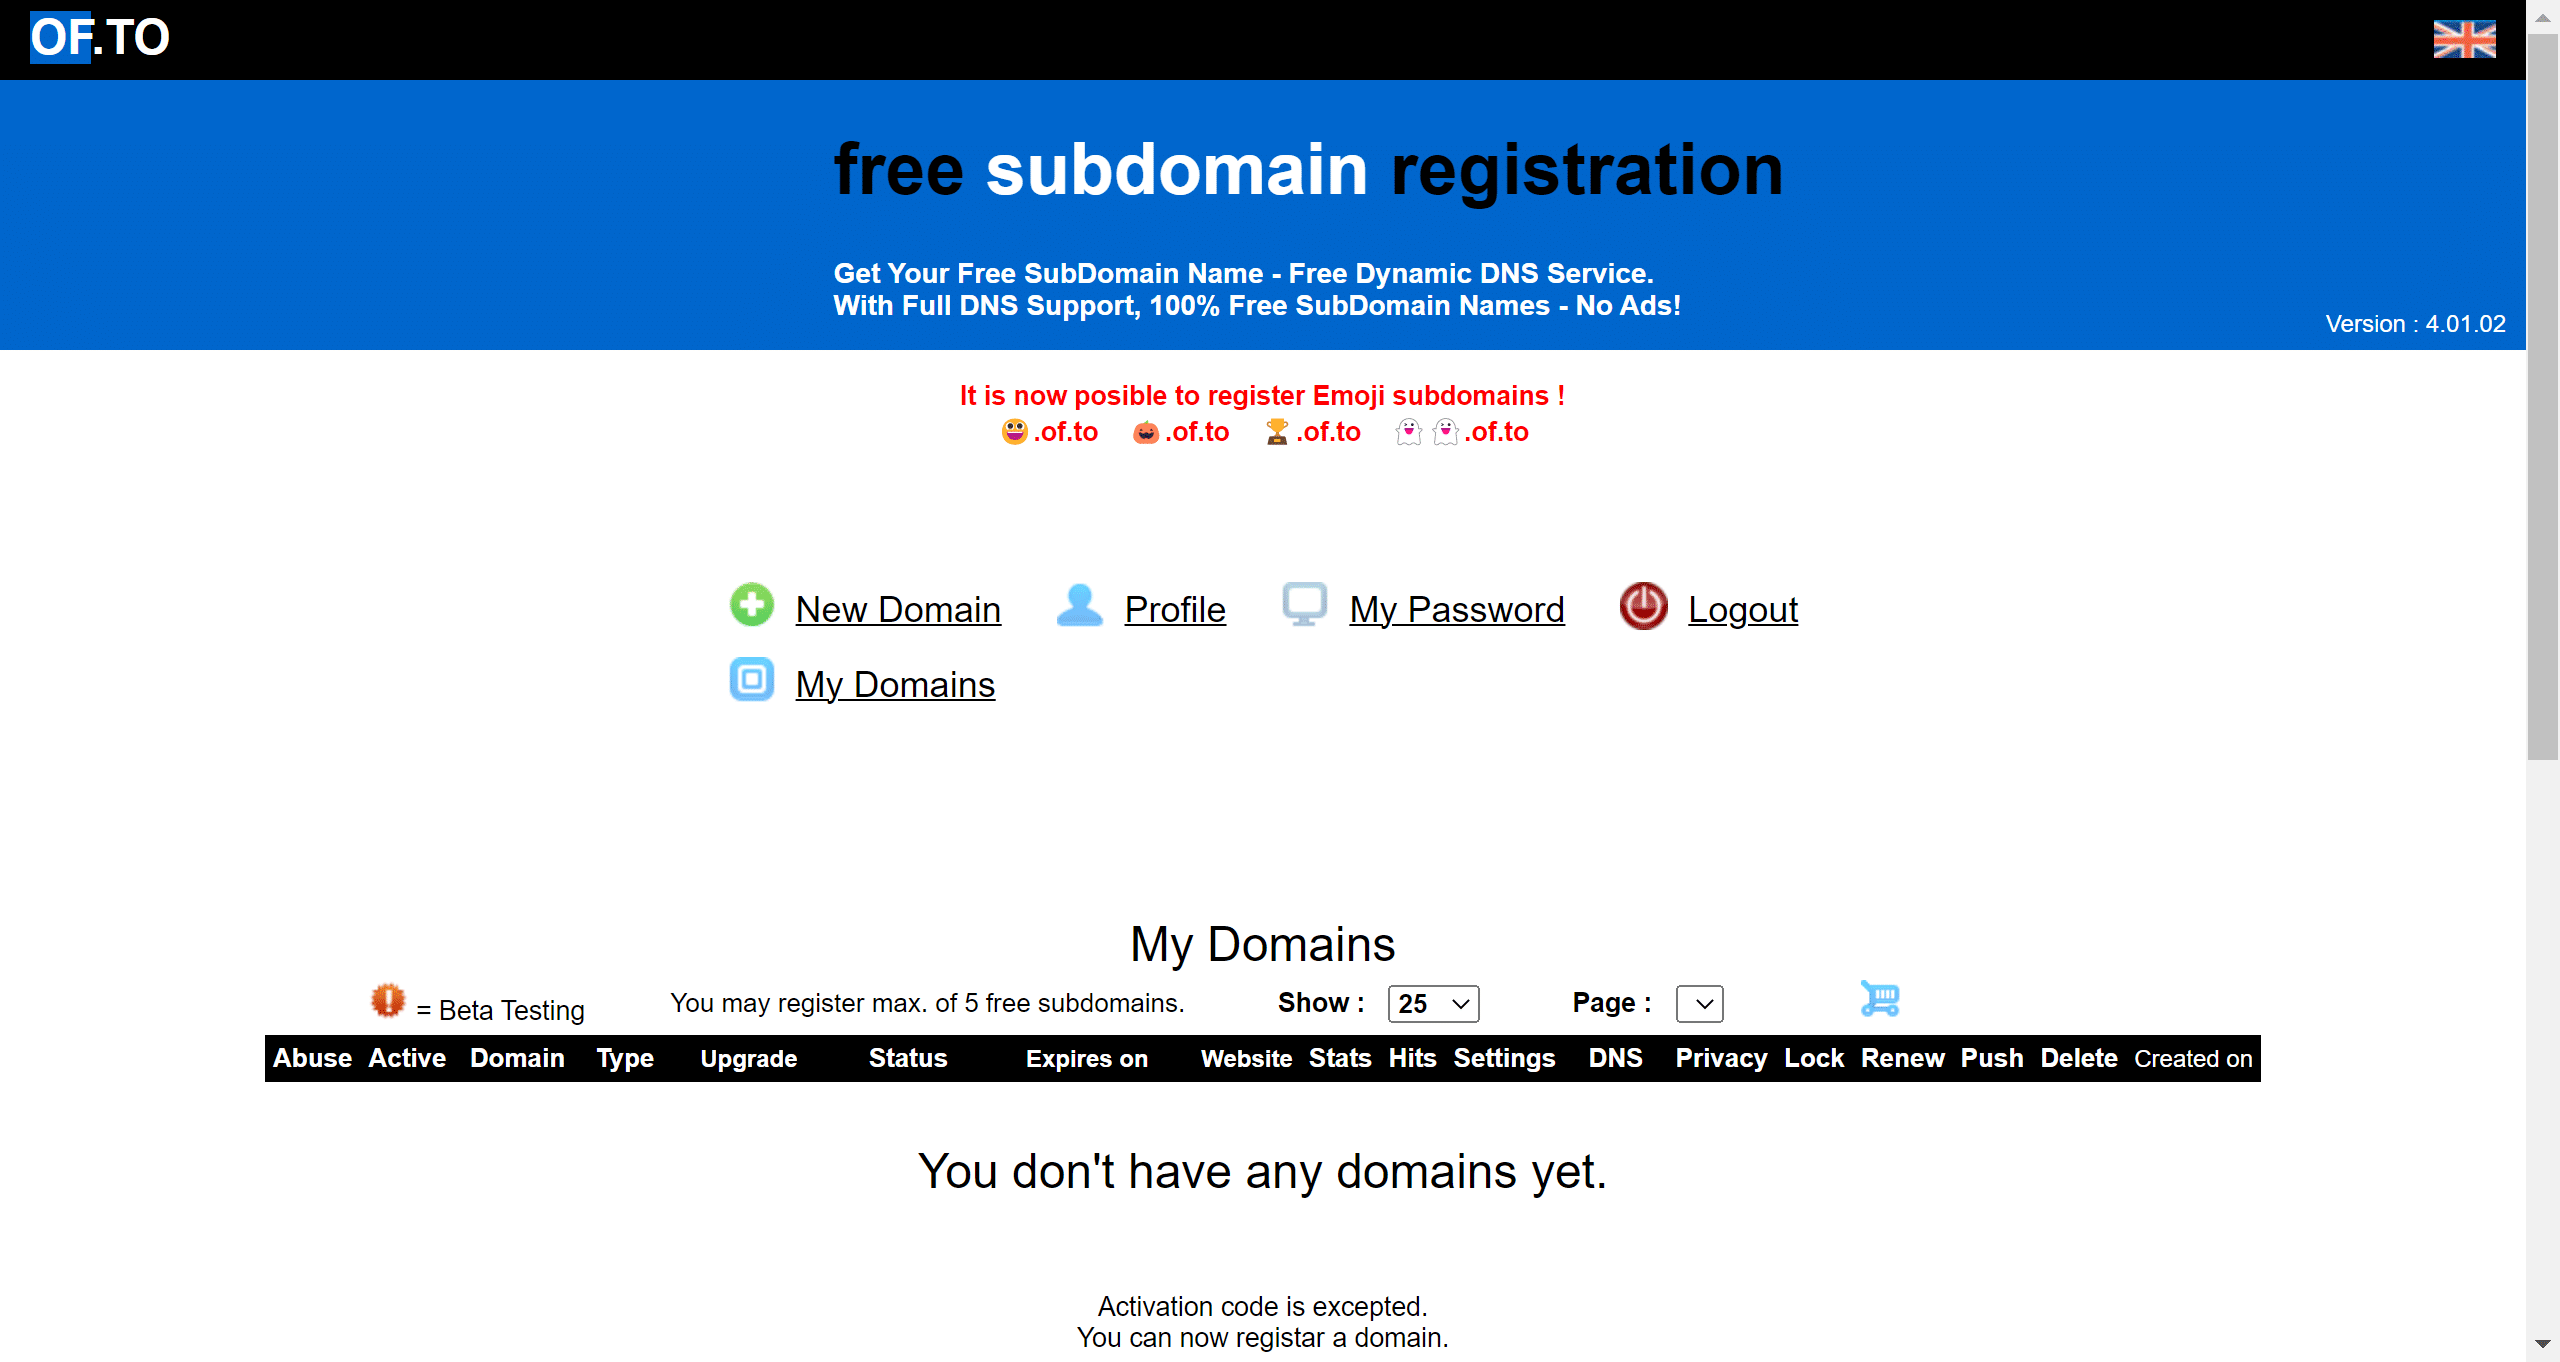 OF.TO
free subdomain registration
Get Your Free SubDomain Name - Free Dynamic DNS Service.
With Full DNS Support, 100% Free SubDomain Names - No Ads!
Version : 4.01.02
It is now posible to register Emoji subdomains !
😀.of.to 🎃.of.to 🏆.of.to 👻👻.of.to
New Domain Profile My Password Logout
My Domains
My Domains
= Beta Testing You may register max. of 5 free subdomains. Show : 25 Page :
Abuse Active Domain Type Upgrade Status Expires on Website Stats Hits Settings DNS Privacy Lock Renew Push Delete Created on
You don't have any domains yet.
Activation code is excepted.
You can now registar a domain.